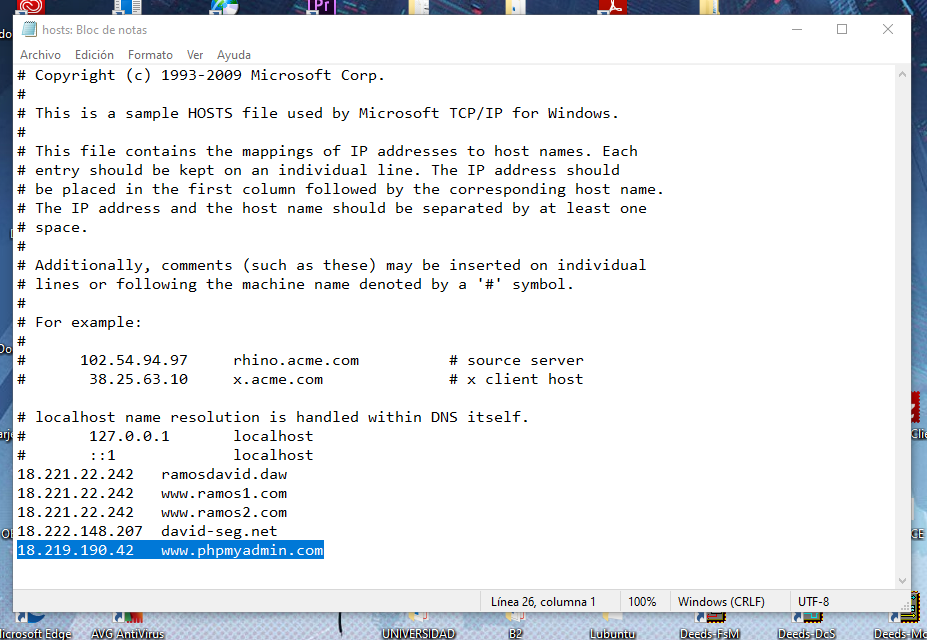 Pr
hosts: Bloc de notas
Archivo Edición Formato Ver Ayuda
# Copyright (c) 1993-2009 Microsoft Corp.
#
# This is a sample HOSTS file used by Microsoft TCP/IP for Windows.
#
# This file contains the mappings of IP addresses to host names. Each
# entry should be kept on an individual line. The IP address should
# be placed in the first column followed by the corresponding host name.
# The IP address and the host name should be separated by at least one
# space.
#
# Additionally, comments (such as these) may be inserted on individual
# lines or following the machine name denoted by a '#' symbol.
#
# For example:
#
#      102.54.94.97     rhino.acme.com          # source server
#       38.25.63.10     x.acme.com              # x client host

# localhost name resolution is handled within DNS itself.
#       127.0.0.1       localhost
#       ::1             localhost
18.221.22.242   ramosdavid.daw
18.221.22.242   www.ramos1.com
18.221.22.242   www.ramos2.com
18.222.148.207  david-seg.net
18.219.190.42   www.phpmyadmin.com
Línea 26, columna 1 100% Windows (CRLF) UTF-8
icrosoft Edge AVG AntiVirus UNIVERSIDAD B2 Lubuntu Deeds-FsM Deeds-DcS Deeds-Mc